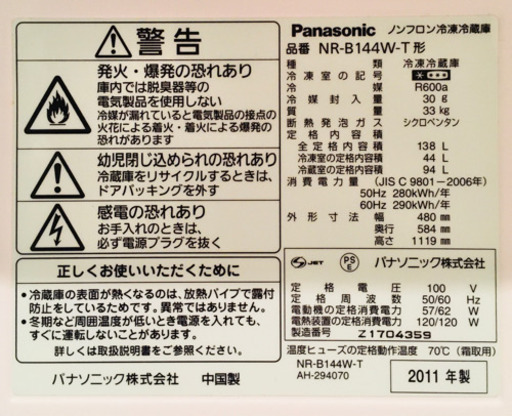 ⚠警告
発火・爆発の恐れあり
庫内では脱臭器等の
電気製品を使用しない
冷媒が漏れていると電気製品の接点の
火花による着火・着火による爆発の
恐れがあります
幼児閉じ込められの恐れあり
冷蔵庫をリサイクルするときは、
ドアパッキングを外す
感電の恐れあり
お手入れのときは、
必ず電源プラグを抜く
正しくお使いいただくために
●冷蔵庫の表面が熱くなるのは、放熱パイプで露付
防止をしているためです。異常ではありません。
●冬期など周囲温度が低いとき電源を入れても、
すぐに運転しないことがあります。
詳しくは取扱説明書をご覧ください。
パナソニック株式会社 中国製
Panasonic ノンフロン冷凍冷蔵庫
品番 NR-B144W-T形
種類 冷凍冷蔵庫
冷凍室の記号 ****
冷媒 R600a
冷媒封入量 30g
質量 33kg
断熱発泡ガス シクロペンタン
定格内容積
全定格内容積 138 L
冷凍室の定格内容積 44 L
冷蔵室の定格内容積 94 L
消費電力量 (JIS C 9801-2006年)
50Hz 280kWh/年
60Hz 290kWh/年
外形寸法 幅 480 mm
奥行 584 mm
高さ 1119 mm
S JET PS E パナソニック株式会社
定格電圧 100 V
定格周波数 50/60 Hz
電動機の定格消費電力 57/62 W
電熱装置の定格消費電力 120/120 W
製造番号 Z1704359
温度ヒューズの定格動作温度 70℃(霜取用)
NR-B144W-T
AH-294070
2011年製